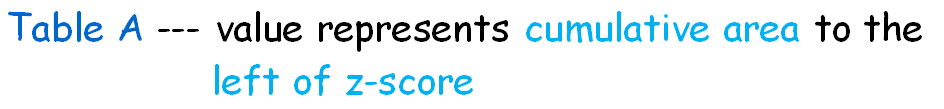 Table A --- value represents cumulative area to the
left of z-score